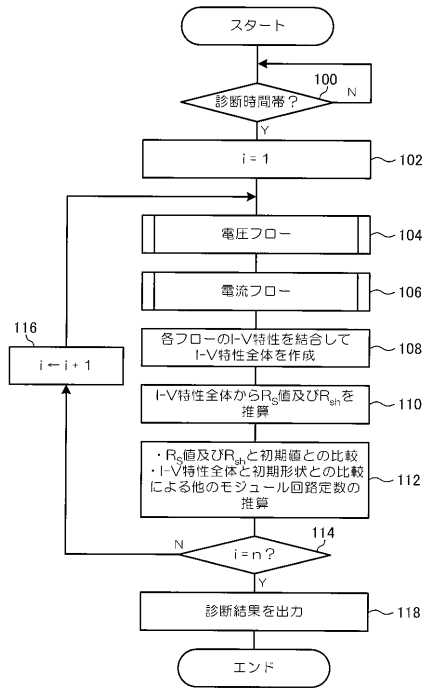 スタート
診断時間帯？
100
N
Y
i = 1
102
電圧フロー
104
電流フロー
106
116
i ← i + 1
各フローのI-V特性を結合して
I-V特性全体を作成
108
I-V特性全体からRS値及びRshを
推算
110
・RS値及びRshと初期値との比較
・I-V特性全体と初期形状との比較
による他のモジュール回路定数の
推算
112
N
i = n ?
114
Y
診断結果を出力
118
エンド